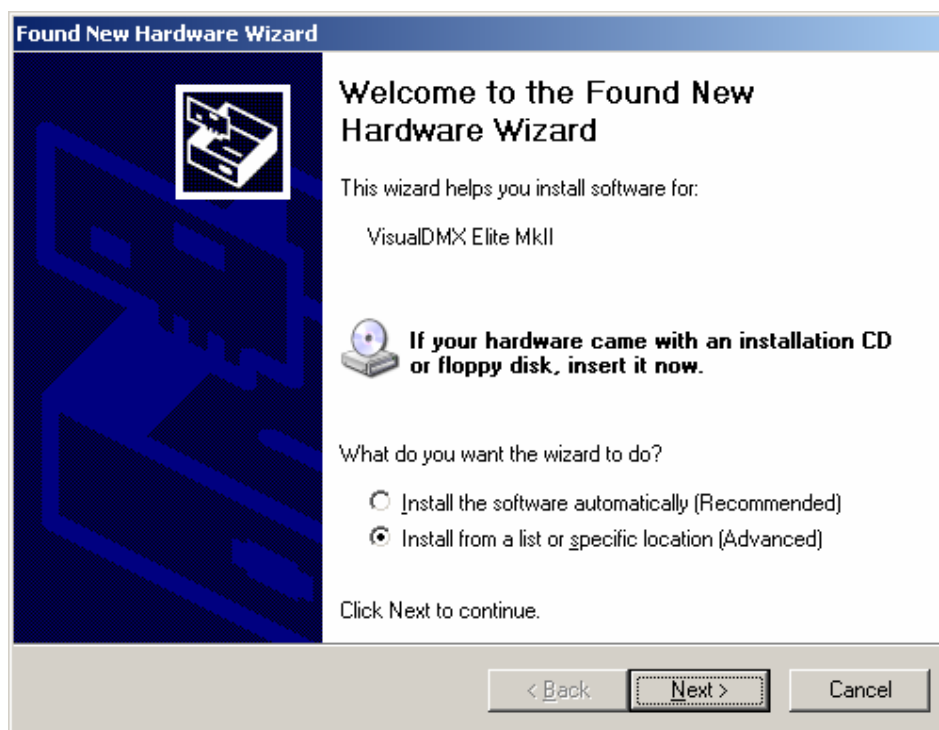 Found New Hardware Wizard
Welcome to the Found New
Hardware Wizard
This wizard helps you install software for:
VisualDMX Elite MkII
If your hardware came with an installation CD
or floppy disk, insert it now.
What do you want the wizard to do?
Install the software automatically (Recommended)
Install from a list or specific location (Advanced)
Click Next to continue.
< Back Next > Cancel